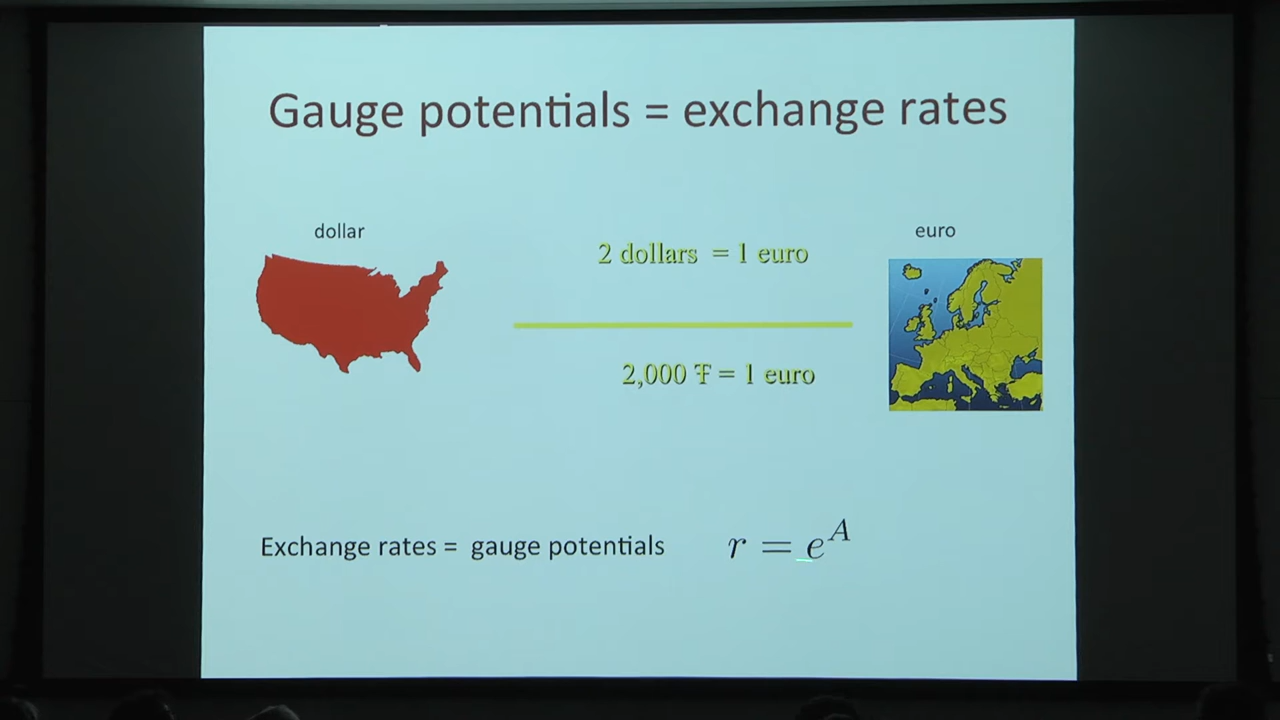 Gauge potentials = exchange rates
dollar
euro
2 dollars = 1 euro
2,000 ₮ = 1 euro
Exchange rates = gauge potentials
r = e^A